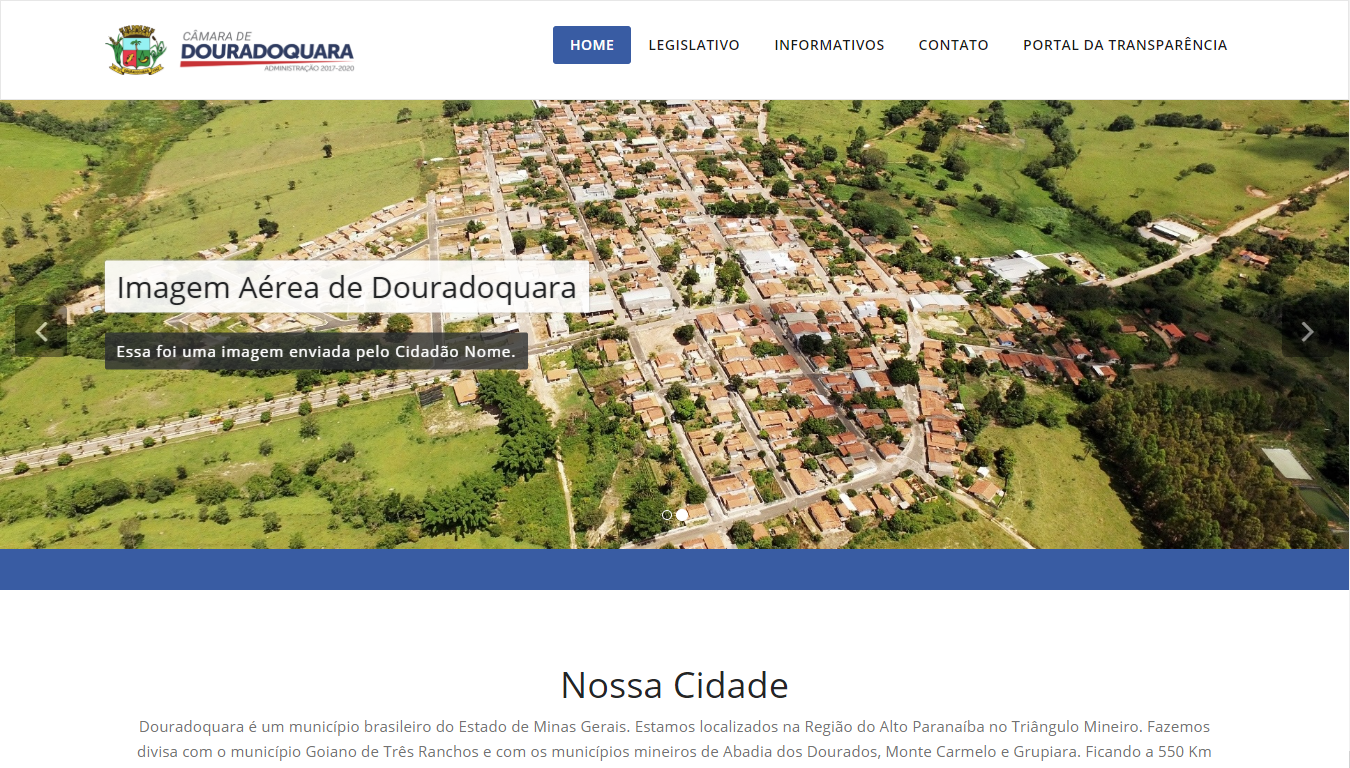 CÂMARA DE
DOURADOQUARA
ADMINISTRAÇÃO 2017-2020
HOME
LEGISLATIVO
INFORMATIVOS
CONTATO
PORTAL DA TRANSPARÊNCIA
Imagem Aérea de Douradoquara
Essa foi uma imagem enviada pelo Cidadão Nome.
Nossa Cidade
Douradoquara é um município brasileiro do Estado de Minas Gerais. Estamos localizados na Região do Alto Paranaíba no Triângulo Mineiro. Fazemos
divisa com o município Goiano de Três Ranchos e com os municípios mineiros de Abadia dos Dourados, Monte Carmelo e Grupiara. Ficando a 550 Km